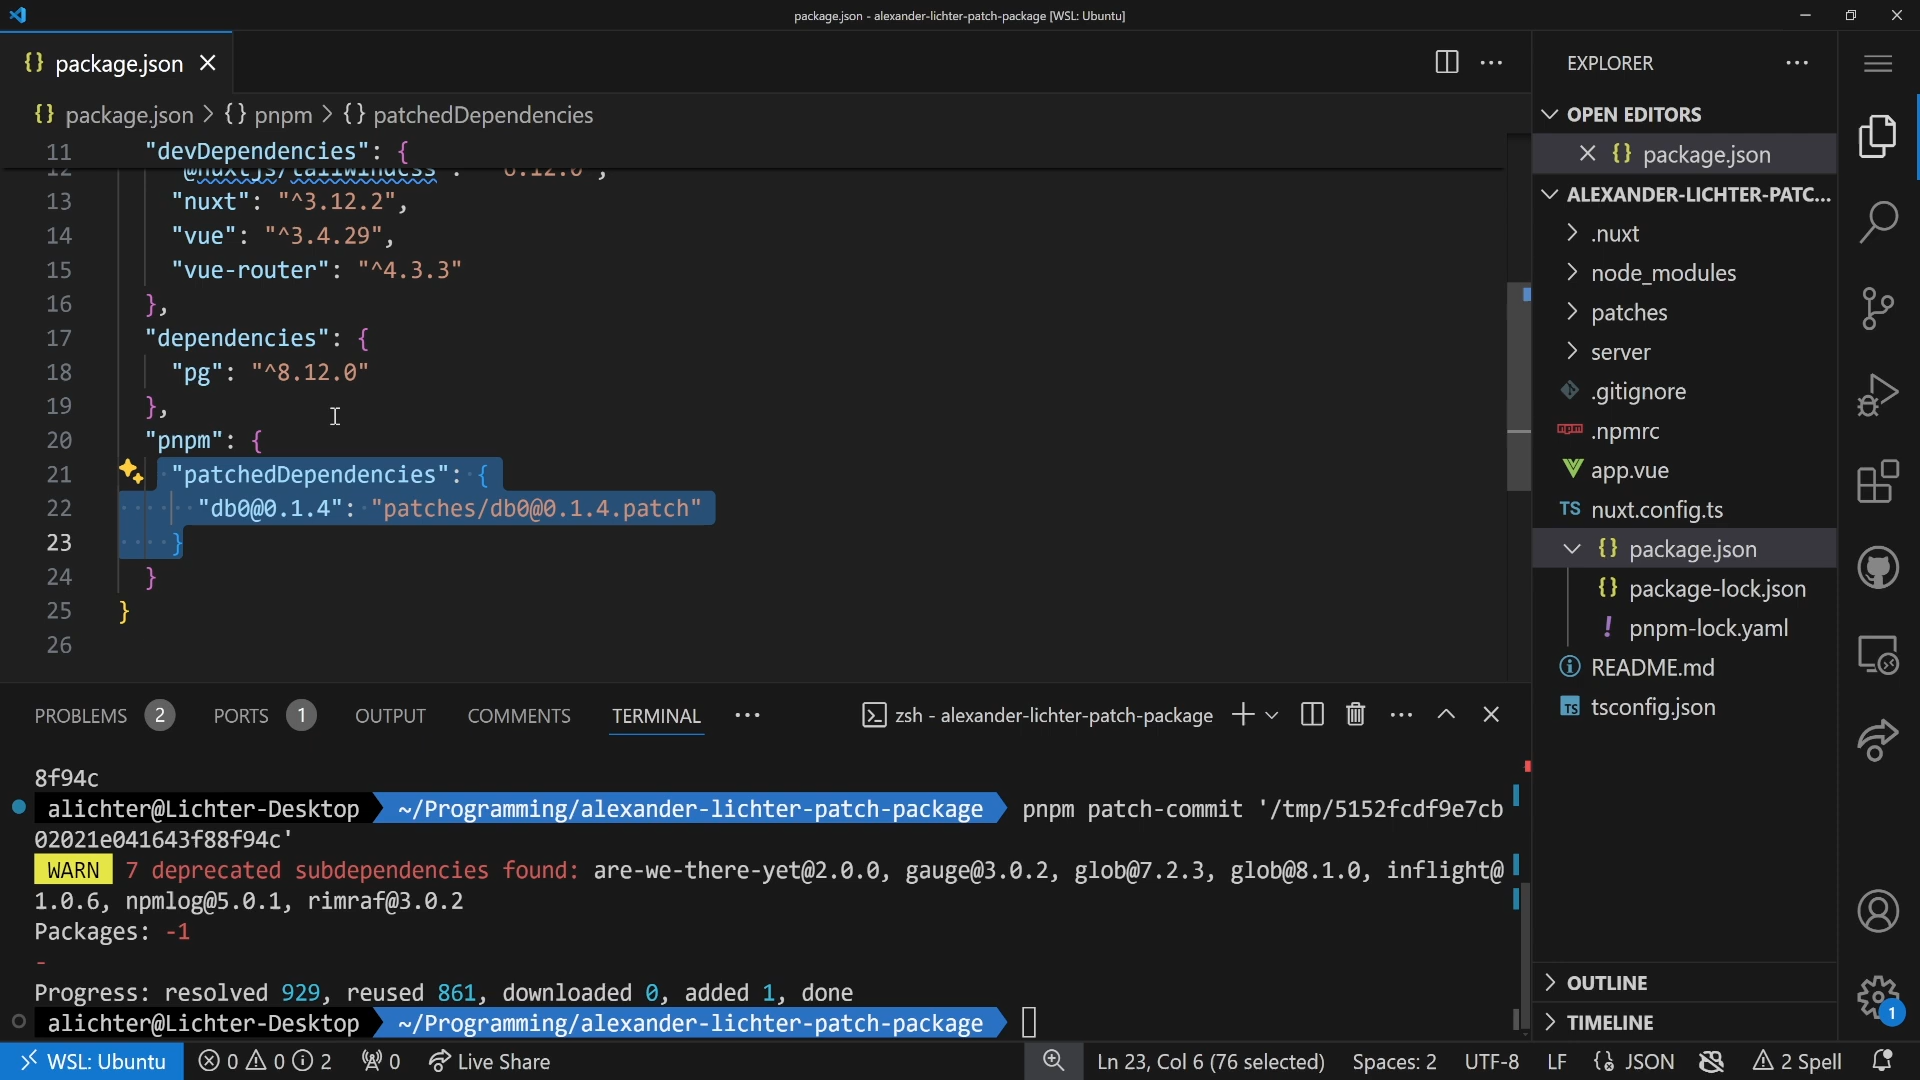 package.json - alexander-lichter-patch-package [WSL: Ubuntu]
{} package.json
{} package.json > {} pnpm > {} patchedDependencies
11 "devDependencies": {
12 "@nuxtjs/tailwindcss": "^6.12.0",
13 "nuxt": "^3.12.2",
14 "vue": "^3.4.29",
15 "vue-router": "^4.3.3"
16 },
17 "dependencies": {
18 "pg": "^8.12.0"
19 },
20 "pnpm": {
21 "patchedDependencies": {
22 "db0@0.1.4": "patches/db0@0.1.4.patch"
23 }
24 }
25 }
26
PROBLEMS 2 PORTS 1 OUTPUT COMMENTS TERMINAL ··· zsh - alexander-lichter-patch-package
8f94c
alichter@Lichter-Desktop ~/Programming/alexander-lichter-patch-package pnpm patch-commit '/tmp/5152fcdf9e7cb
02021e041643f88f94c'
WARN 7 deprecated subdependencies found: are-we-there-yet@2.0.0, gauge@3.0.2, glob@7.2.3, glob@8.1.0, inflight@
1.0.6, npmlog@5.0.1, rimraf@3.0.2
Packages: -1
-
Progress: resolved 929, reused 861, downloaded 0, added 1, done
alichter@Lichter-Desktop ~/Programming/alexander-lichter-patch-package
EXPLORER
OPEN EDITORS
{} package.json
ALEXANDER-LICHTER-PATC...
.nuxt
node_modules
patches
server
.gitignore
npm .npmrc
app.vue
TS nuxt.config.ts
{} package.json
{} package-lock.json
! pnpm-lock.yaml
README.md
TS tsconfig.json
OUTLINE
TIMELINE
1
WSL: Ubuntu 0 0 2 0 Live Share Ln 23, Col 6 (76 selected) Spaces: 2 UTF-8 LF JSON 2 Spell